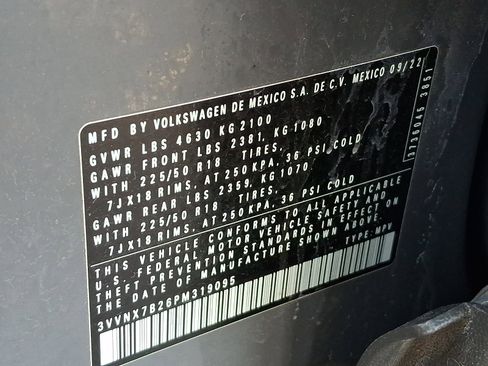 MFD BY VOLKSWAGEN DE MEXICO S.A. DE C.V. MEXICO 09/22
GVWR LBS 4630 KG 2100
GAWR FRONT LBS 2381, KG 1080
WITH 225/50 R18 TIRES,
7JX18 RIMS, AT 250 KPA, 36 PSI COLD
GAWR REAR LBS 2359, KG 1070,
WITH 225/50 R18 TIRES,
7JX18 RIMS, AT 250 KPA, 36 PSI COLD
THIS VEHICLE CONFORMS TO ALL APPLICABLE
U.S. FEDERAL MOTOR VEHICLE SAFETY AND
THEFT PREVENTION STANDARDS IN EFFECT ON
THE DATE OF MANUFACTURE SHOWN ABOVE.
3VVNX7B26PM319095 TYPE: MPV
3736045 3851